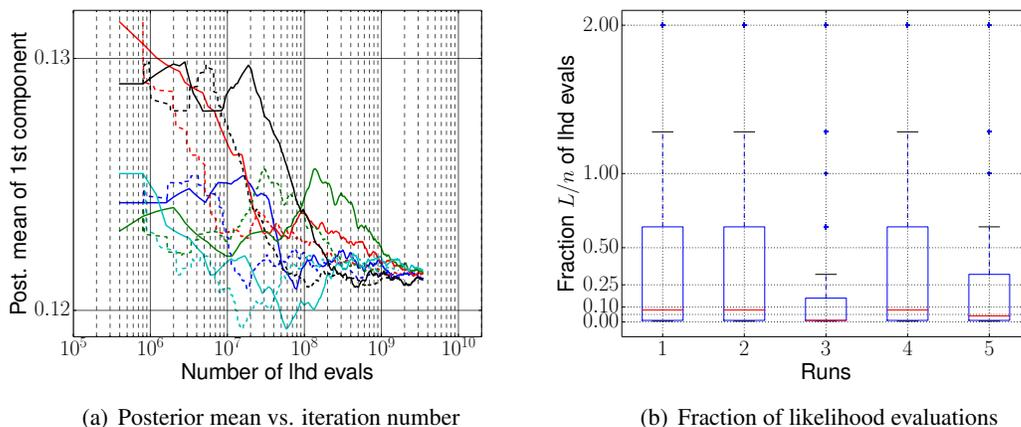 Post. mean of 1st component
0.13
0.12
10^5 10^6 10^7 10^8 10^9 10^10
Number of lhd evals
(a) Posterior mean vs. iteration number
Fraction L/n of lhd evals
2.00
1.00
0.50
0.25
0.10
0.00
1 2 3 4 5
Runs
(b) Fraction of likelihood evaluations